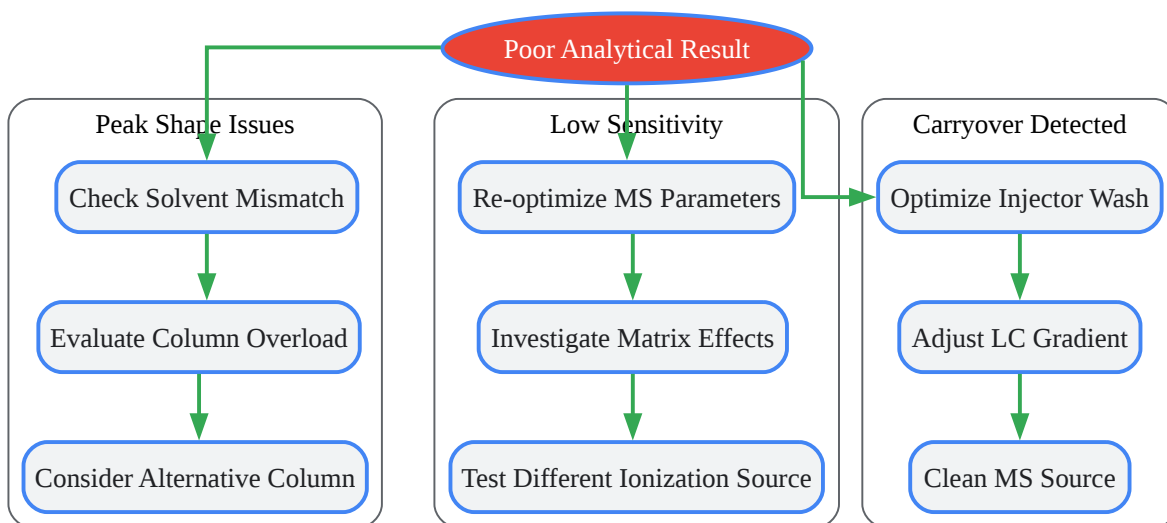 Poor Analytical Result
Peak Shape Issues
Check Solvent Mismatch
Evaluate Column Overload
Consider Alternative Column
Low Sensitivity
Re-optimize MS Parameters
Investigate Matrix Effects
Test Different Ionization Source
Carryover Detected
Optimize Injector Wash
Adjust LC Gradient
Clean MS Source